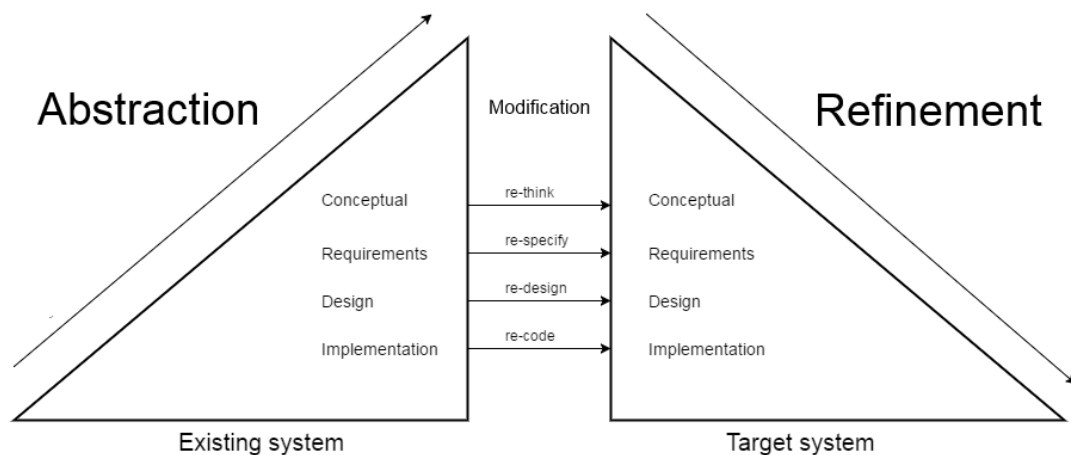 Abstraction
Modification
Refinement
Conceptual
re-think
Conceptual
Requirements
re-specify
Requirements
Design
re-design
Design
Implementation
re-code
Implementation
Existing system
Target system